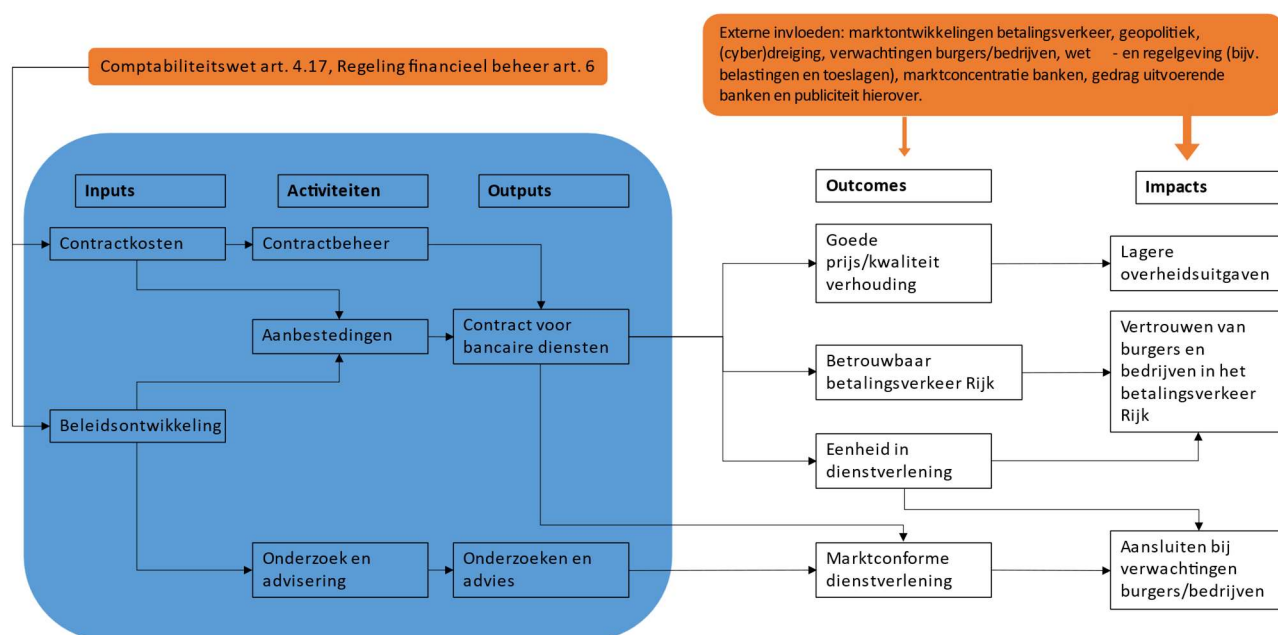 Externe invloeden: marktontwikkelingen betalingsverkeer, geopolitiek,
(cyber)dreiging, verwachtingen burgers/bedrijven, wet - en regelgeving (bijv.
belastingen en toeslagen), marktconcentratie banken, gedrag uitvoerende
banken en publiciteit hierover.
Comptabiliteitswet art. 4.17, Regeling financieel beheer art. 6
Inputs
Activiteiten
Outputs
Outcomes
Impacts
Contractkosten
Contractbeheer
Goede
prijs/kwaliteit
verhouding
Lagere
overheidsuitgaven
Aanbestedingen
Contract voor
bancaire diensten
Betrouwbaar
betalingsverkeer Rijk
Vertrouwen van
burgers en
bedrijven in het
betalingsverkeer
Rijk
Beleidsontwikkeling
Eenheid in
dienstverlening
Onderzoek en
advisering
Onderzoeken en
advies
Marktconforme
dienstverlening
Aansluiten bij
verwachtingen
burgers/bedrijven